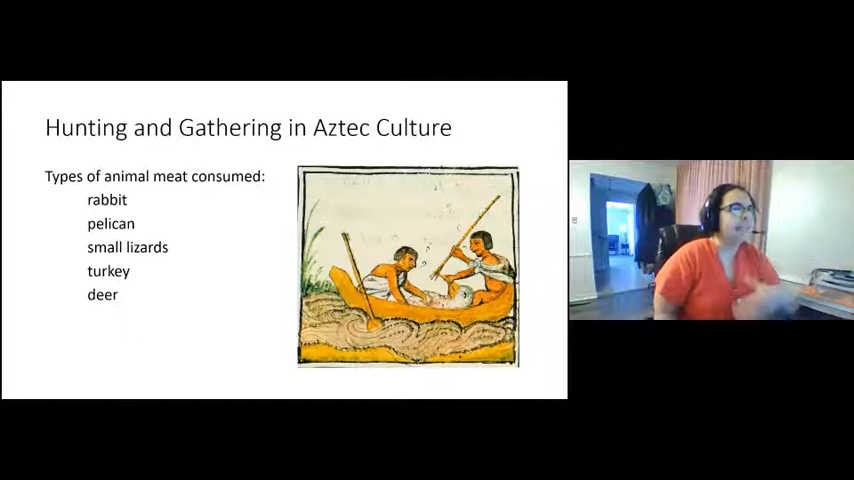 Hunting and Gathering in Aztec Culture
Types of animal meat consumed:
rabbit
pelican
small lizards
turkey
deer